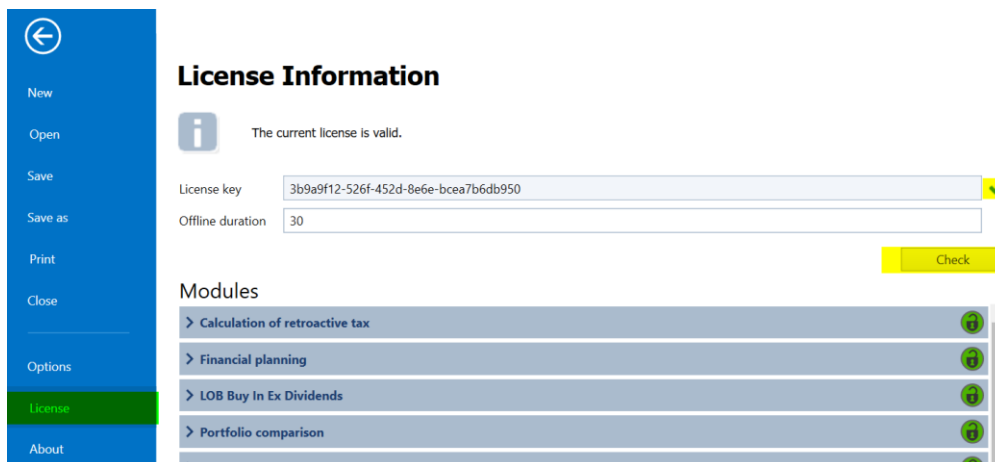 License Information
New
The current license is valid.
Open
Save
License key 3b9a9f12-526f-452d-8e6e-bcea7b6db950
Save as
Offline duration 30
Print
Check
Modules
Close
Calculation of retroactive tax
Financial planning
Options
LOB Buy In Ex Dividends
License
Portfolio comparison
About